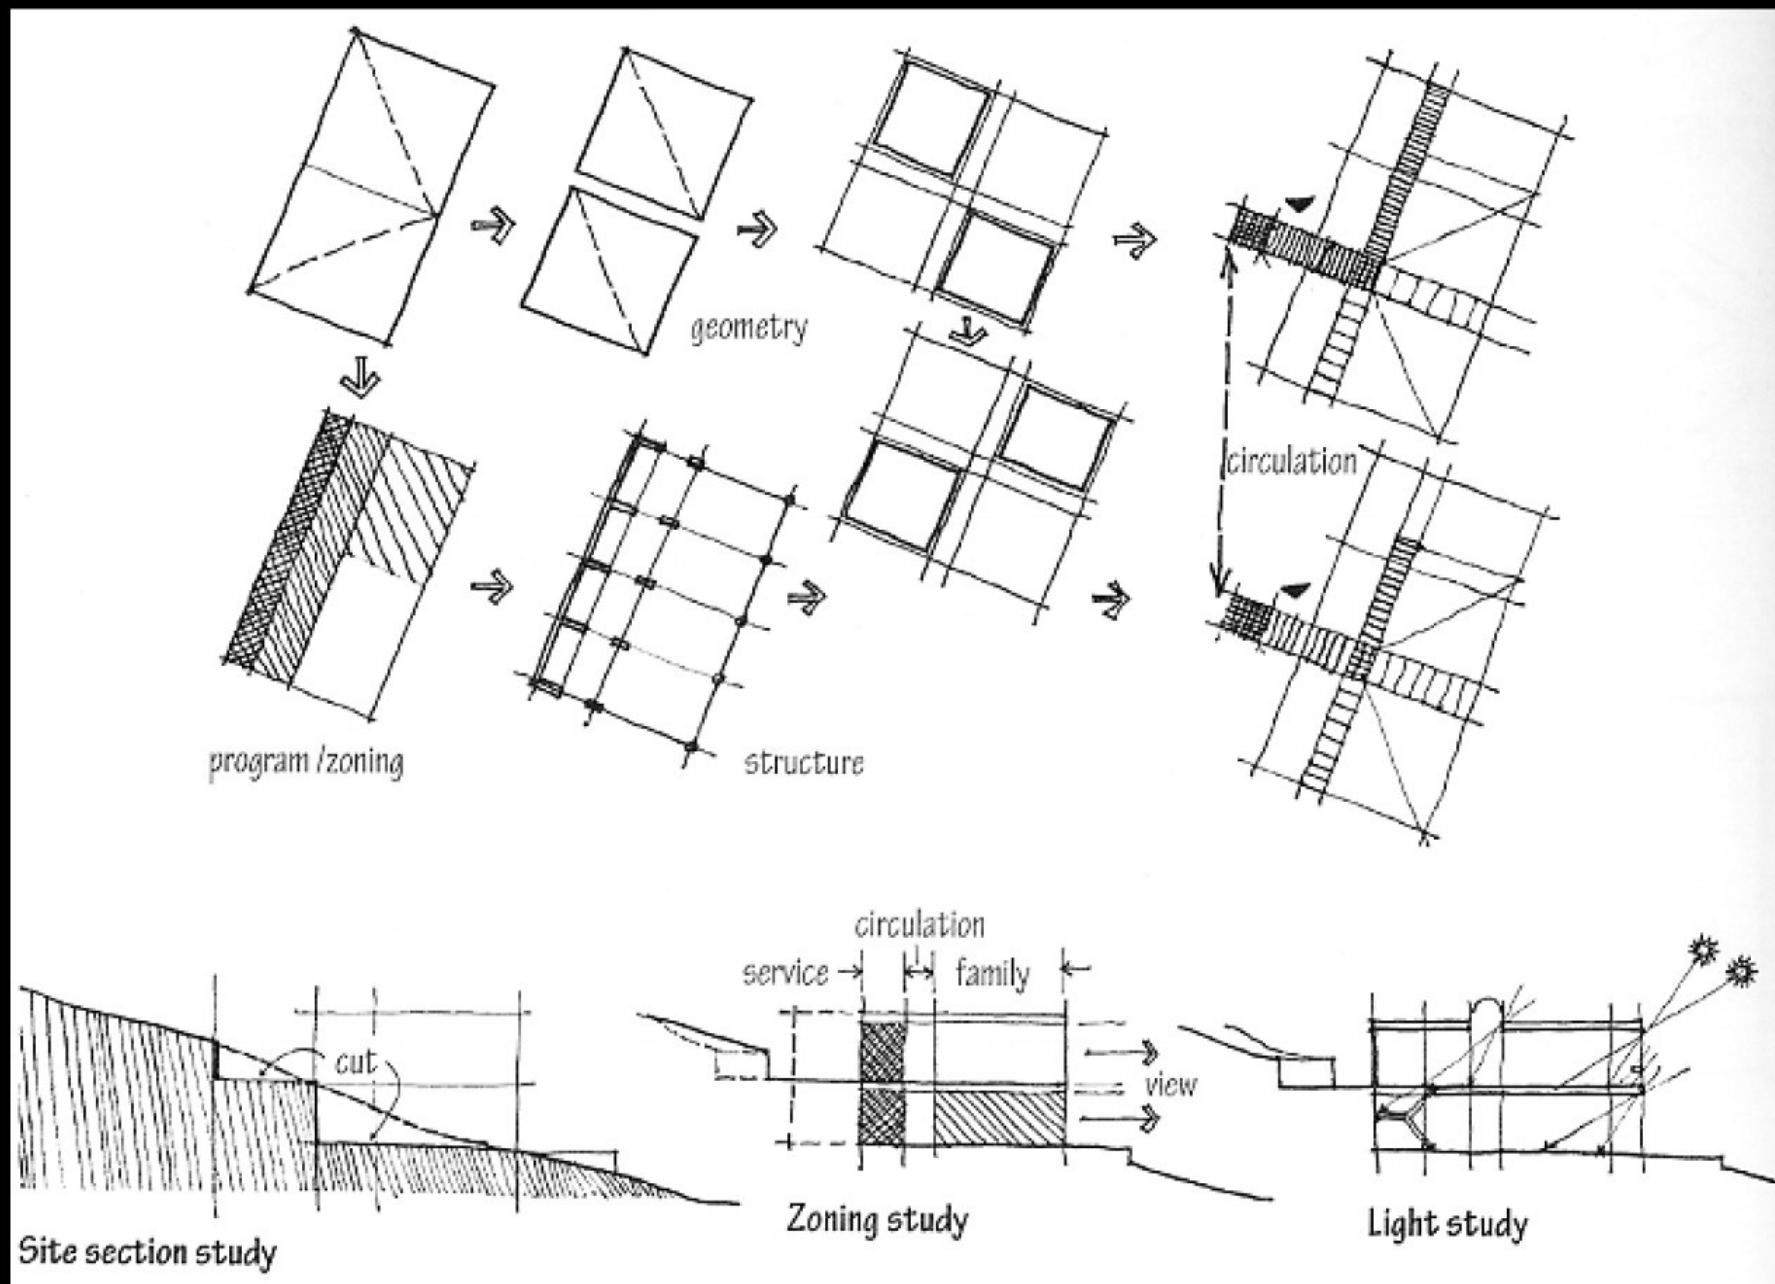 geometry
circulation
program /zoning
structure
circulation
service
family
cut
view
Site section study
Zoning study
Light study